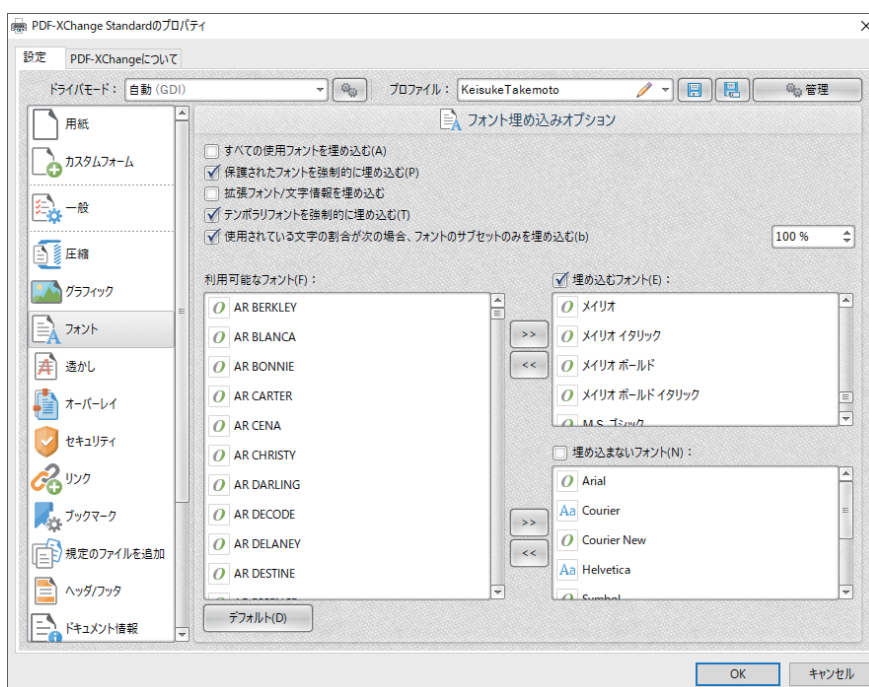 PDF-XChange Standardのプロパティ
設定 PDF-XChangeについて
ドライバモード： 自動 (GDI) プロファイル： KeisukeTakemoto 管理
用紙
カスタムフォーム
一般
圧縮
グラフィック
フォント
透かし
オーバーレイ
セキュリティ
リンク
ブックマーク
規定のファイルを追加
ヘッダ/フッタ
ドキュメント情報
フォント埋め込みオプション
すべての使用フォントを埋め込む(A)
保護されたフォントを強制的に埋め込む(P)
拡張フォント/文字情報を埋め込む
テンポラリフォントを強制的に埋め込む(T)
使用されている文字の割合が次の場合、フォントのサブセットのみを埋め込む(b) 100 %
利用可能なフォント(F)：
AR BERKLEY
AR BLANCA
AR BONNIE
AR CARTER
AR CENA
AR CHRISTY
AR DARLING
AR DECODE
AR DELANEY
AR DESTINE
デフォルト(D)
>>
<<
>>
<<
埋め込むフォント(E)：
メイリオ
メイリオ イタリック
メイリオ ボールド
メイリオ ボールド イタリック
M.S. ゴシック
埋め込まないフォント(N)：
Arial
Courier
Courier New
Helvetica
Symbol
OK キャンセル